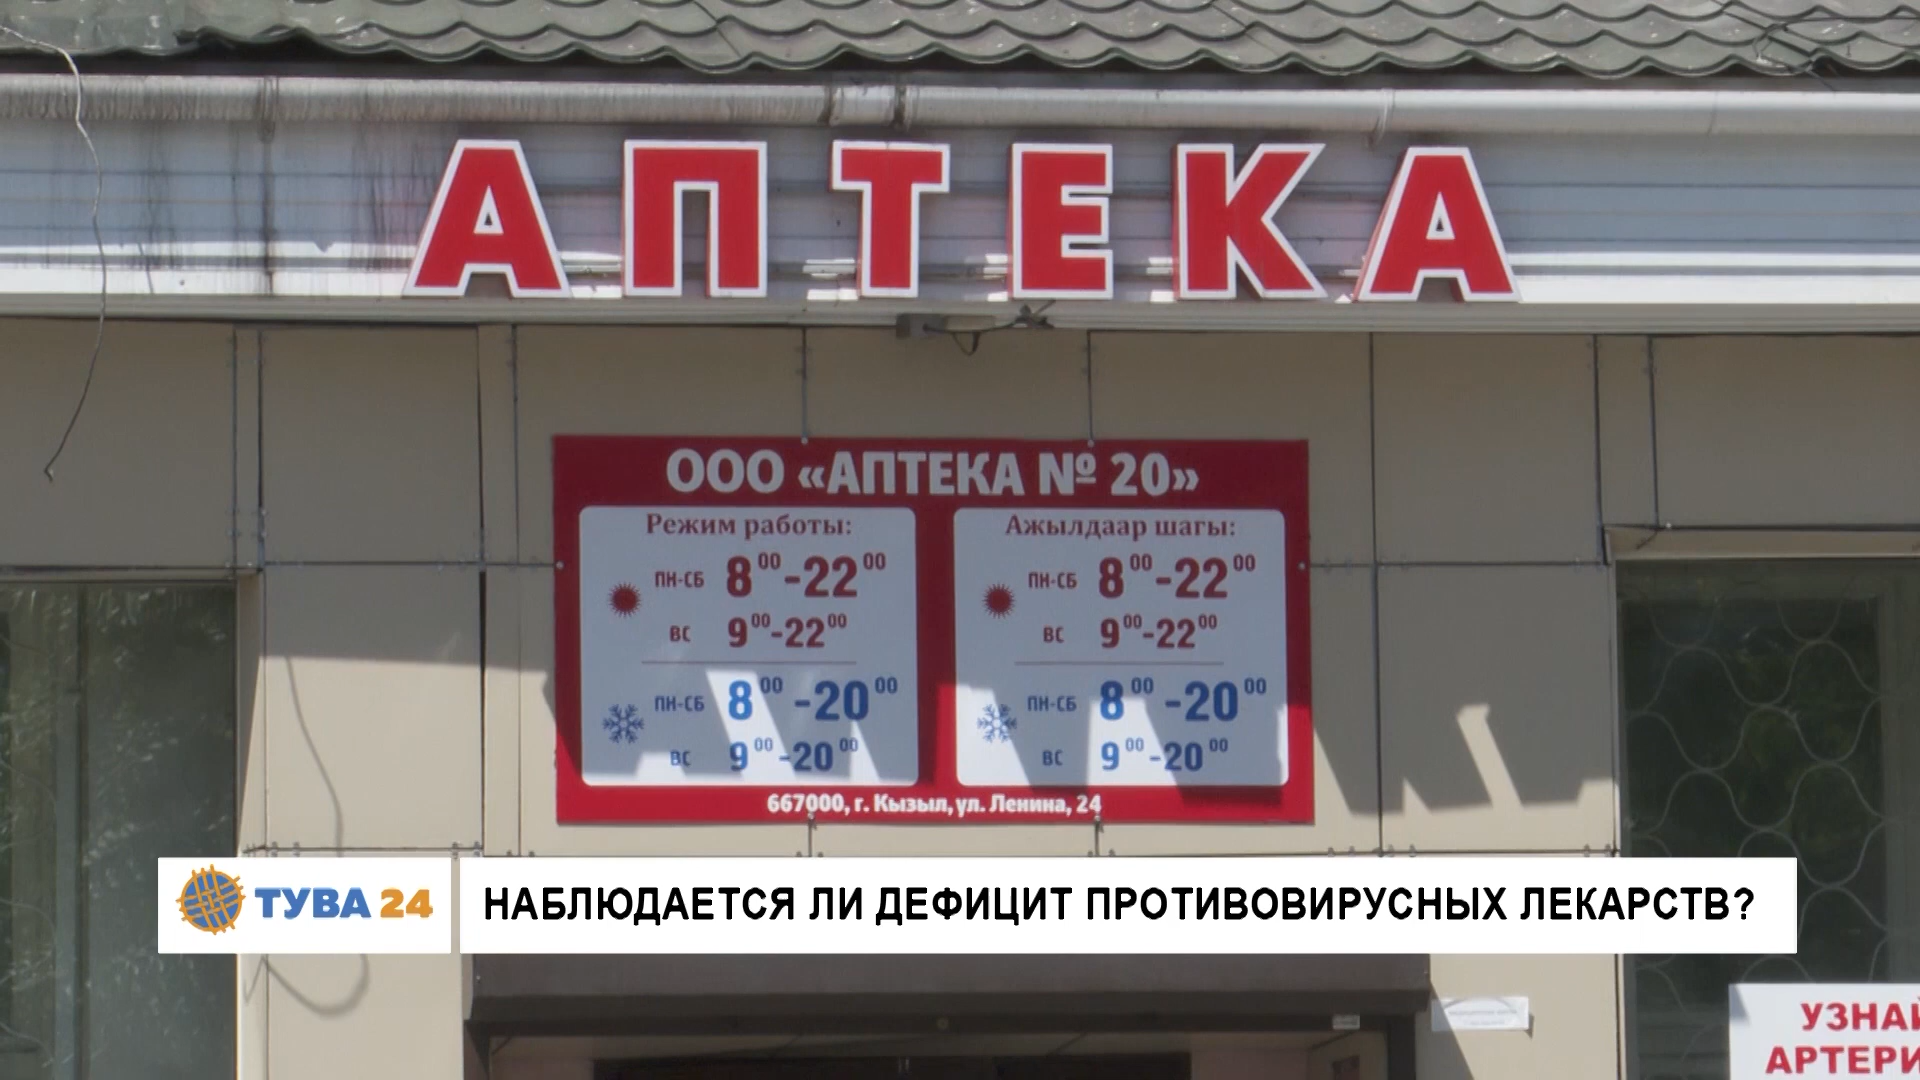 АПТЕКА
ООО «АПТЕКА № 20»
Режим работы:
ПН-СБ 8⁰⁰-22⁰⁰
ВС 9⁰⁰-22⁰⁰
ПН-СБ 8⁰⁰-20⁰⁰
ВС 9⁰⁰-20⁰⁰
Ажылдаар шагы:
ПН-СБ 8⁰⁰-22⁰⁰
ВС 9⁰⁰-22⁰⁰
ПН-СБ 8⁰⁰-20⁰⁰
ВС 9⁰⁰-20⁰⁰
667000, г. Кызыл, ул. Ленина, 24
ТУВА 24
НАБЛЮДАЕТСЯ ЛИ ДЕФИЦИТ ПРОТИВОВИРУСНЫХ ЛЕКАРСТВ?
УЗНАЙ
АРТЕРИ